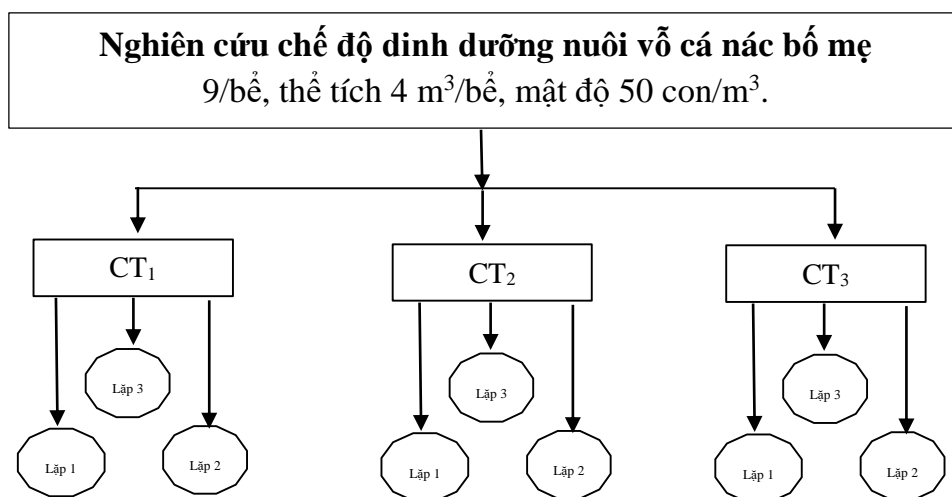 Nghiên cứu chế độ dinh dưỡng nuôi vỗ cá nác bố mẹ
9/bể, thể tích 4 m³/bể, mật độ 50 con/m³.
CT₁
CT₂
CT₃
Lặp 3
Lặp 3
Lặp 3
Lặp 1
Lặp 2
Lặp 1
Lặp 2
Lặp 1
Lặp 2